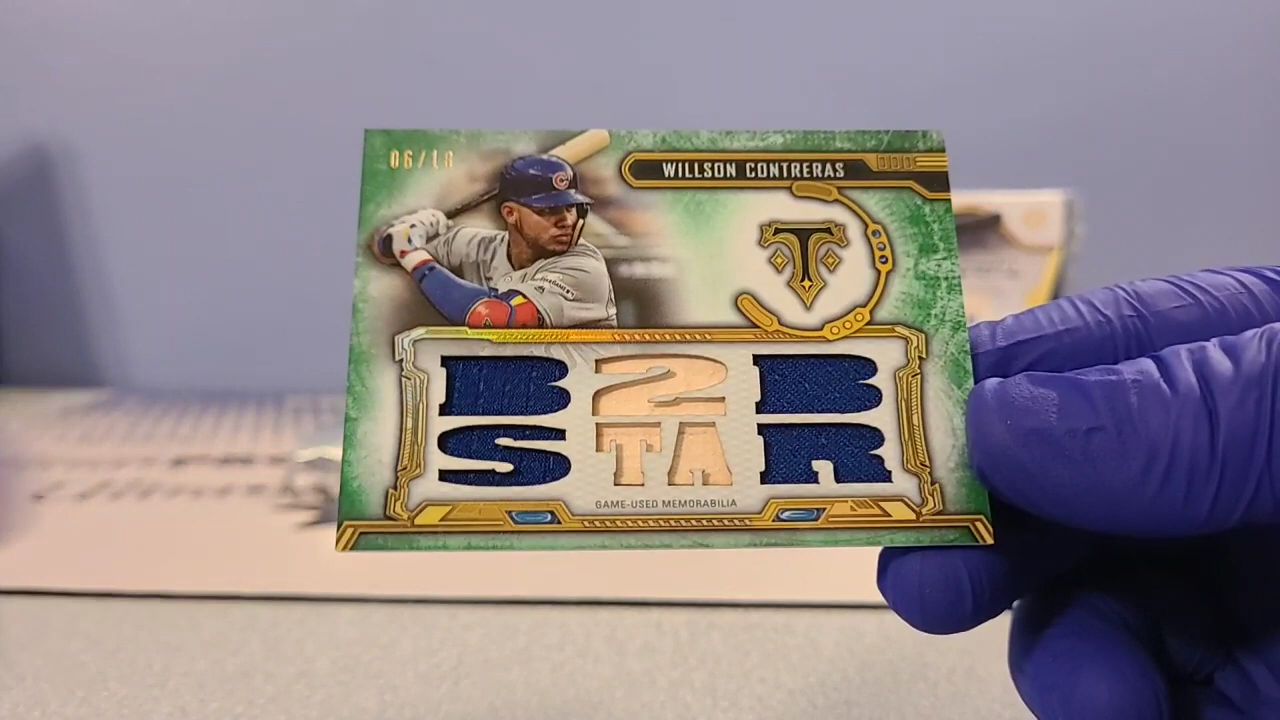 06/18
WILLSON CONTRERAS
B2B
STAR
GAME-USED MEMORABILIA